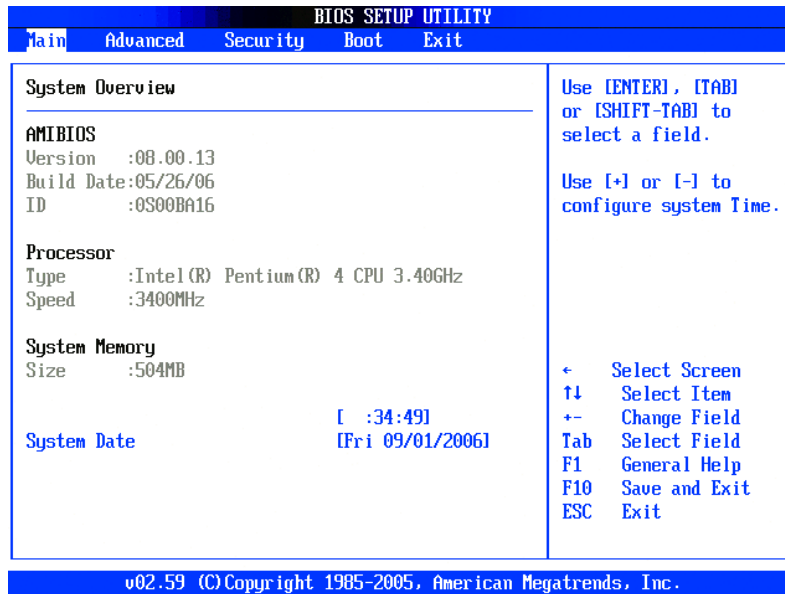 BIOS SETUP UTILITY
Main Advanced Security Boot Exit
System Overview
AMIBIOS
Version :08.00.13
Build Date:05/26/06
ID :0S00BA16
Processor
Type :Intel(R) Pentium(R) 4 CPU 3.40GHz
Speed :3400MHz
System Memory
Size :504MB
[ :34:49]
System Date [Fri 09/01/2006]
Use [ENTER], [TAB]
or [SHIFT-TAB] to
select a field.
Use [+] or [-] to
configure system Time.
← Select Screen
↑↓ Select Item
+- Change Field
Tab Select Field
F1 General Help
F10 Save and Exit
ESC Exit
v02.59 (C)Copyright 1985-2005, American Megatrends, Inc.